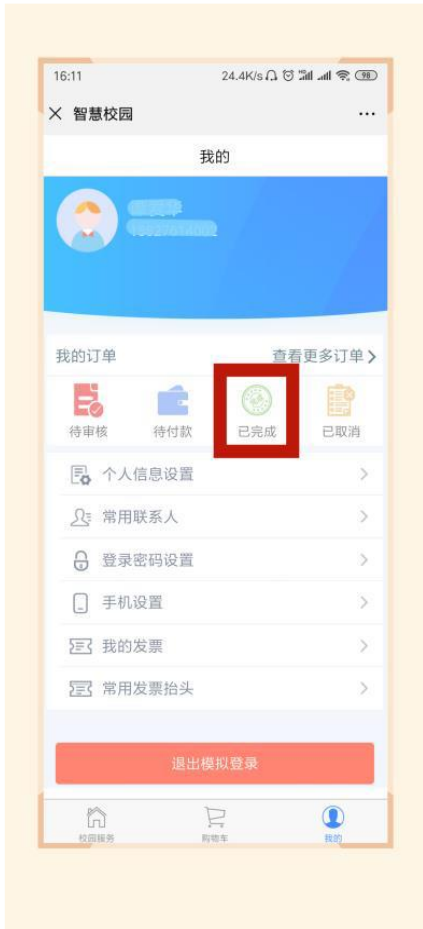 16:11 24.4K/s 98
智慧校园
我的
我的订单 查看更多订单
待审核 待付款 已完成 已取消
个人信息设置
常用联系人
登录密码设置
手机设置
我的发票
常用发票抬头
退出模拟登录
校园服务 购物车 我的